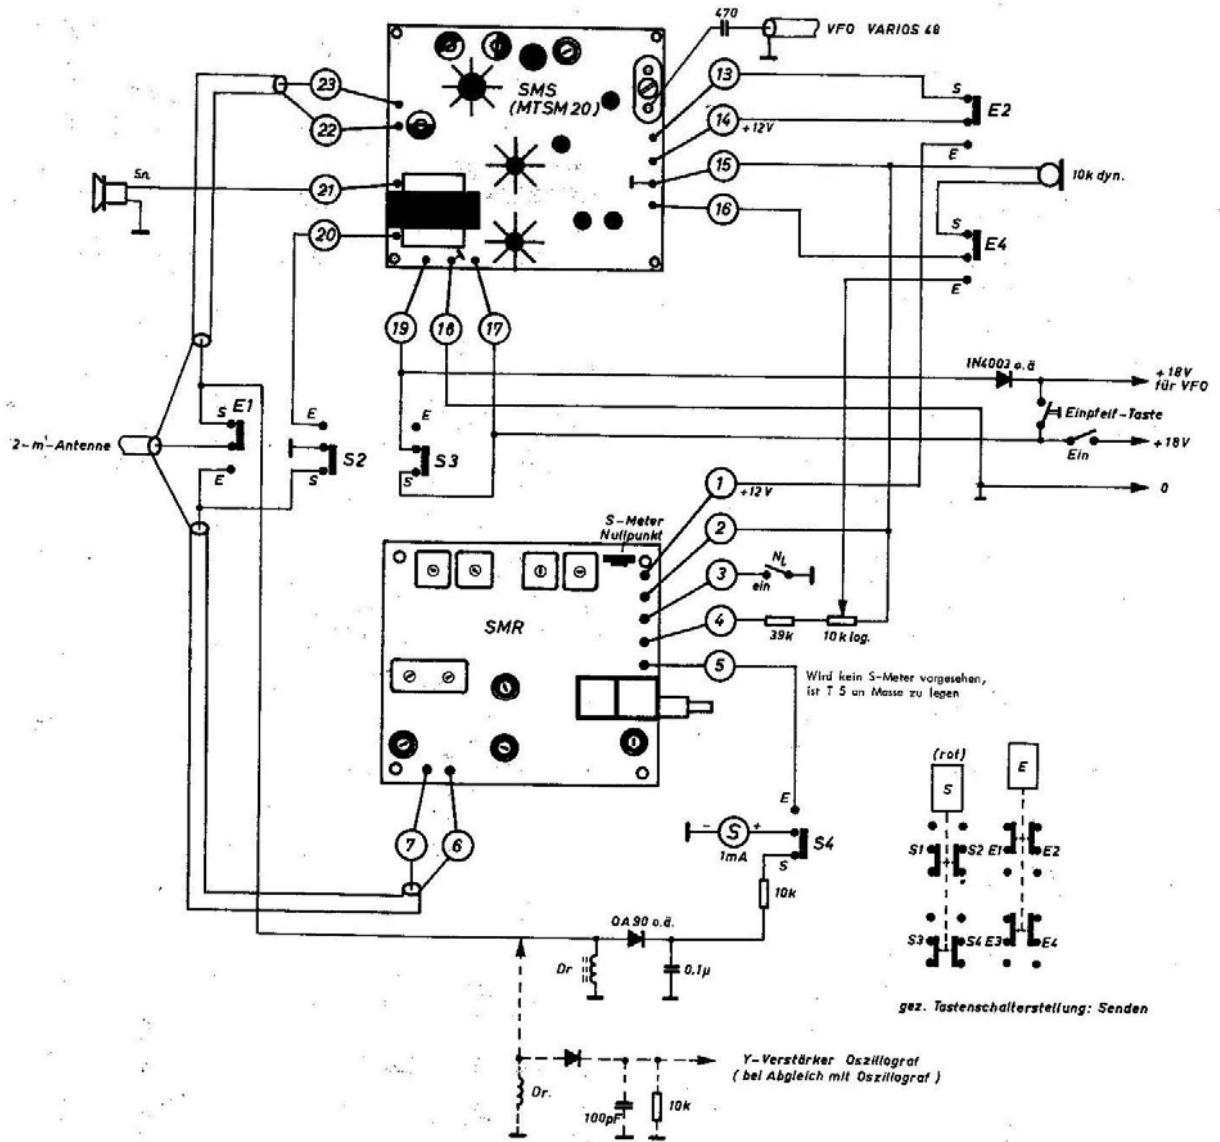 470
VFO VARIOS 48
23
SMS
(MTSM 20)
13
S
E2
22
14
+12V
E
5n
21
15
10k dyn.
16
S
E4
20
E
19
18
17
1N4003 o.ä
+18V
für VFO
E1
S
E
E
Einpfeif-Taste
2-m-Antenne
S2
S3
+18V
E
S
S
Ein
1
+12V
0
S-Meter
Nullpunkt
2
3
NL
ein
SMR
4
39k
10k log.
5
Wird kein S-Meter vorgesehen,
ist T 5 an Masse zu legen
(rot)
S
E
E
7
6
- S +
1mA
S4
S
S1
S2
E1
E2
10k
OA90 o.ä.
S3
S4
E3
E4
Dr
0,1µ
gez. Tastenschalterstellung: Senden
Y-Verstärker Oszillograf
(bei Abgleich mit Oszillograf)
Dr.
100pF
10k